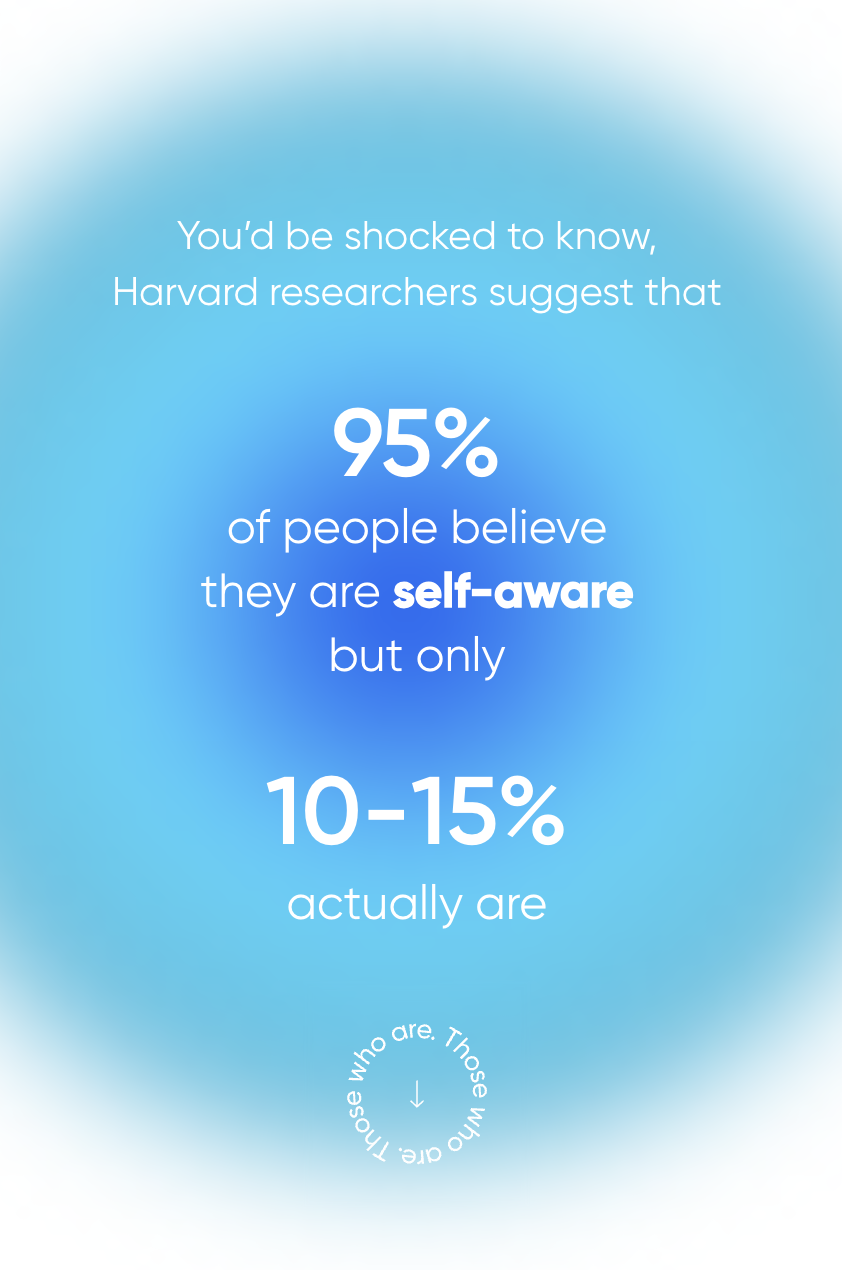 You’d be shocked to know,
Harvard researchers suggest that
95%
of people believe
they are self-aware
but only
10-15%
actually are
Those who are. Those who are.